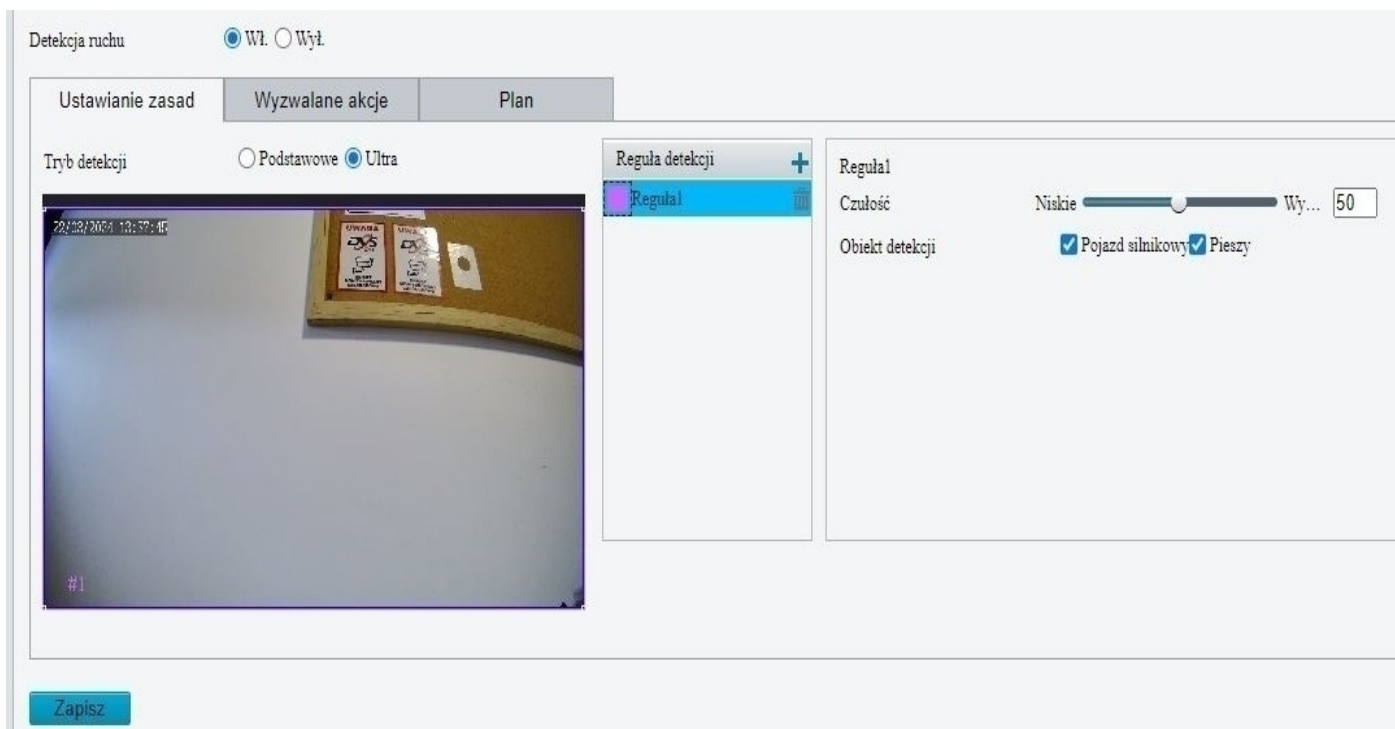 Detekcja ruchu Wł. Wył.
Ustawianie zasad Wyzwalane akcje Plan
Tryb detekcji Podstawowe Ultra
Reguła detekcji
Reguła1
Reguła1
Czułość Niskie Wy... 50
Obiekt detekcji Pojazd silnikowy Pieszy
UWAGA
#1
Zapisz